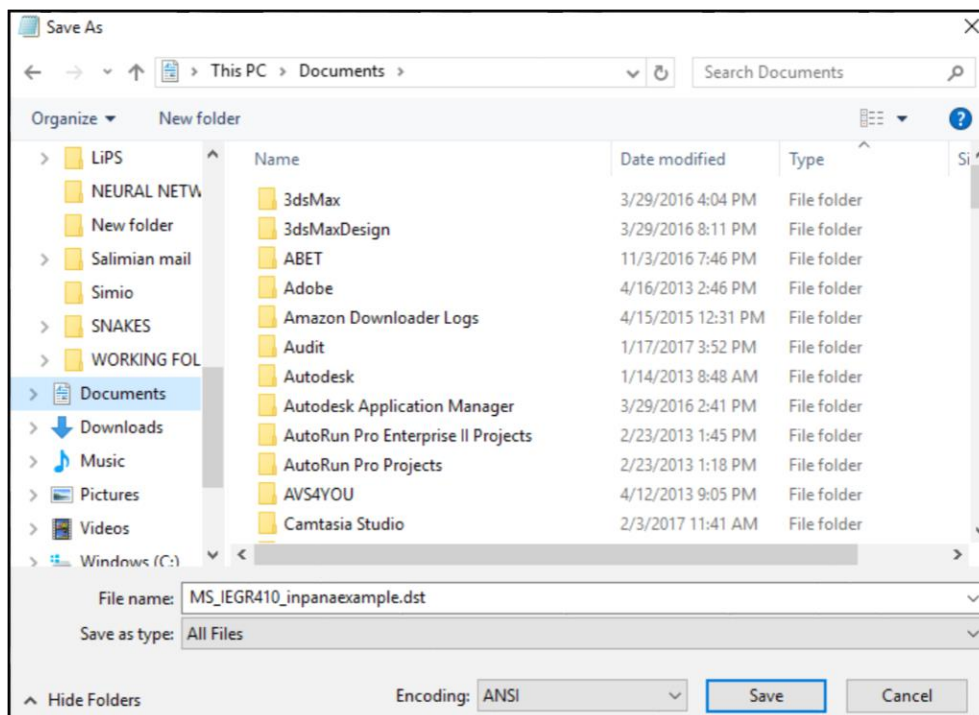 Save As
This PC > Documents >
Search Documents
Organize
New folder
LiPS
NEURAL NETW
New folder
Salimian mail
Simio
SNAKES
WORKING FOL
Documents
Downloads
Music
Pictures
Videos
Windows (C:)
Name Date modified Type Si
3dsMax 3/29/2016 4:04 PM File folder
3dsMaxDesign 3/29/2016 8:11 PM File folder
ABET 11/3/2016 7:46 PM File folder
Adobe 4/16/2013 2:46 PM File folder
Amazon Downloader Logs 4/15/2015 12:31 PM File folder
Audit 1/17/2017 3:52 PM File folder
Autodesk 1/14/2013 8:48 AM File folder
Autodesk Application Manager 3/29/2016 2:41 PM File folder
AutoRun Pro Enterprise II Projects 2/23/2013 1:45 PM File folder
AutoRun Pro Projects 2/23/2013 1:18 PM File folder
AVS4YOU 4/12/2013 9:05 PM File folder
Camtasia Studio 2/3/2017 11:41 AM File folder
File name: MS_IEGR410_inpanaexample.dst
Save as type: All Files
Hide Folders
Encoding: ANSI
Save
Cancel